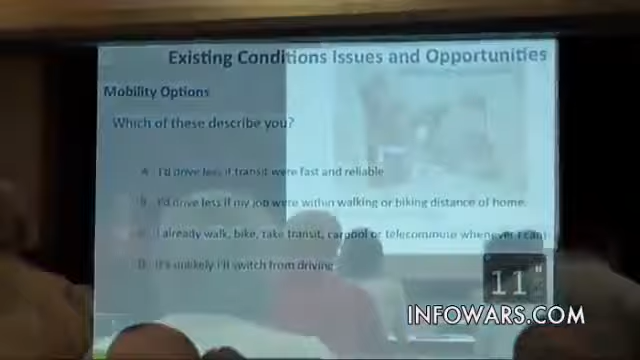 Existing Conditions Issues and Opportunities
Mobility Options
Which of these describe you?
A. I'd drive less if transit were fast and reliable
B. I'd drive less if my job were within walking or biking distance of home.
I already walk, bike, take transit, carpool or telecommute whenever I can
D. It's unlikely I'll switch from driving
11
INFOWARS.COM